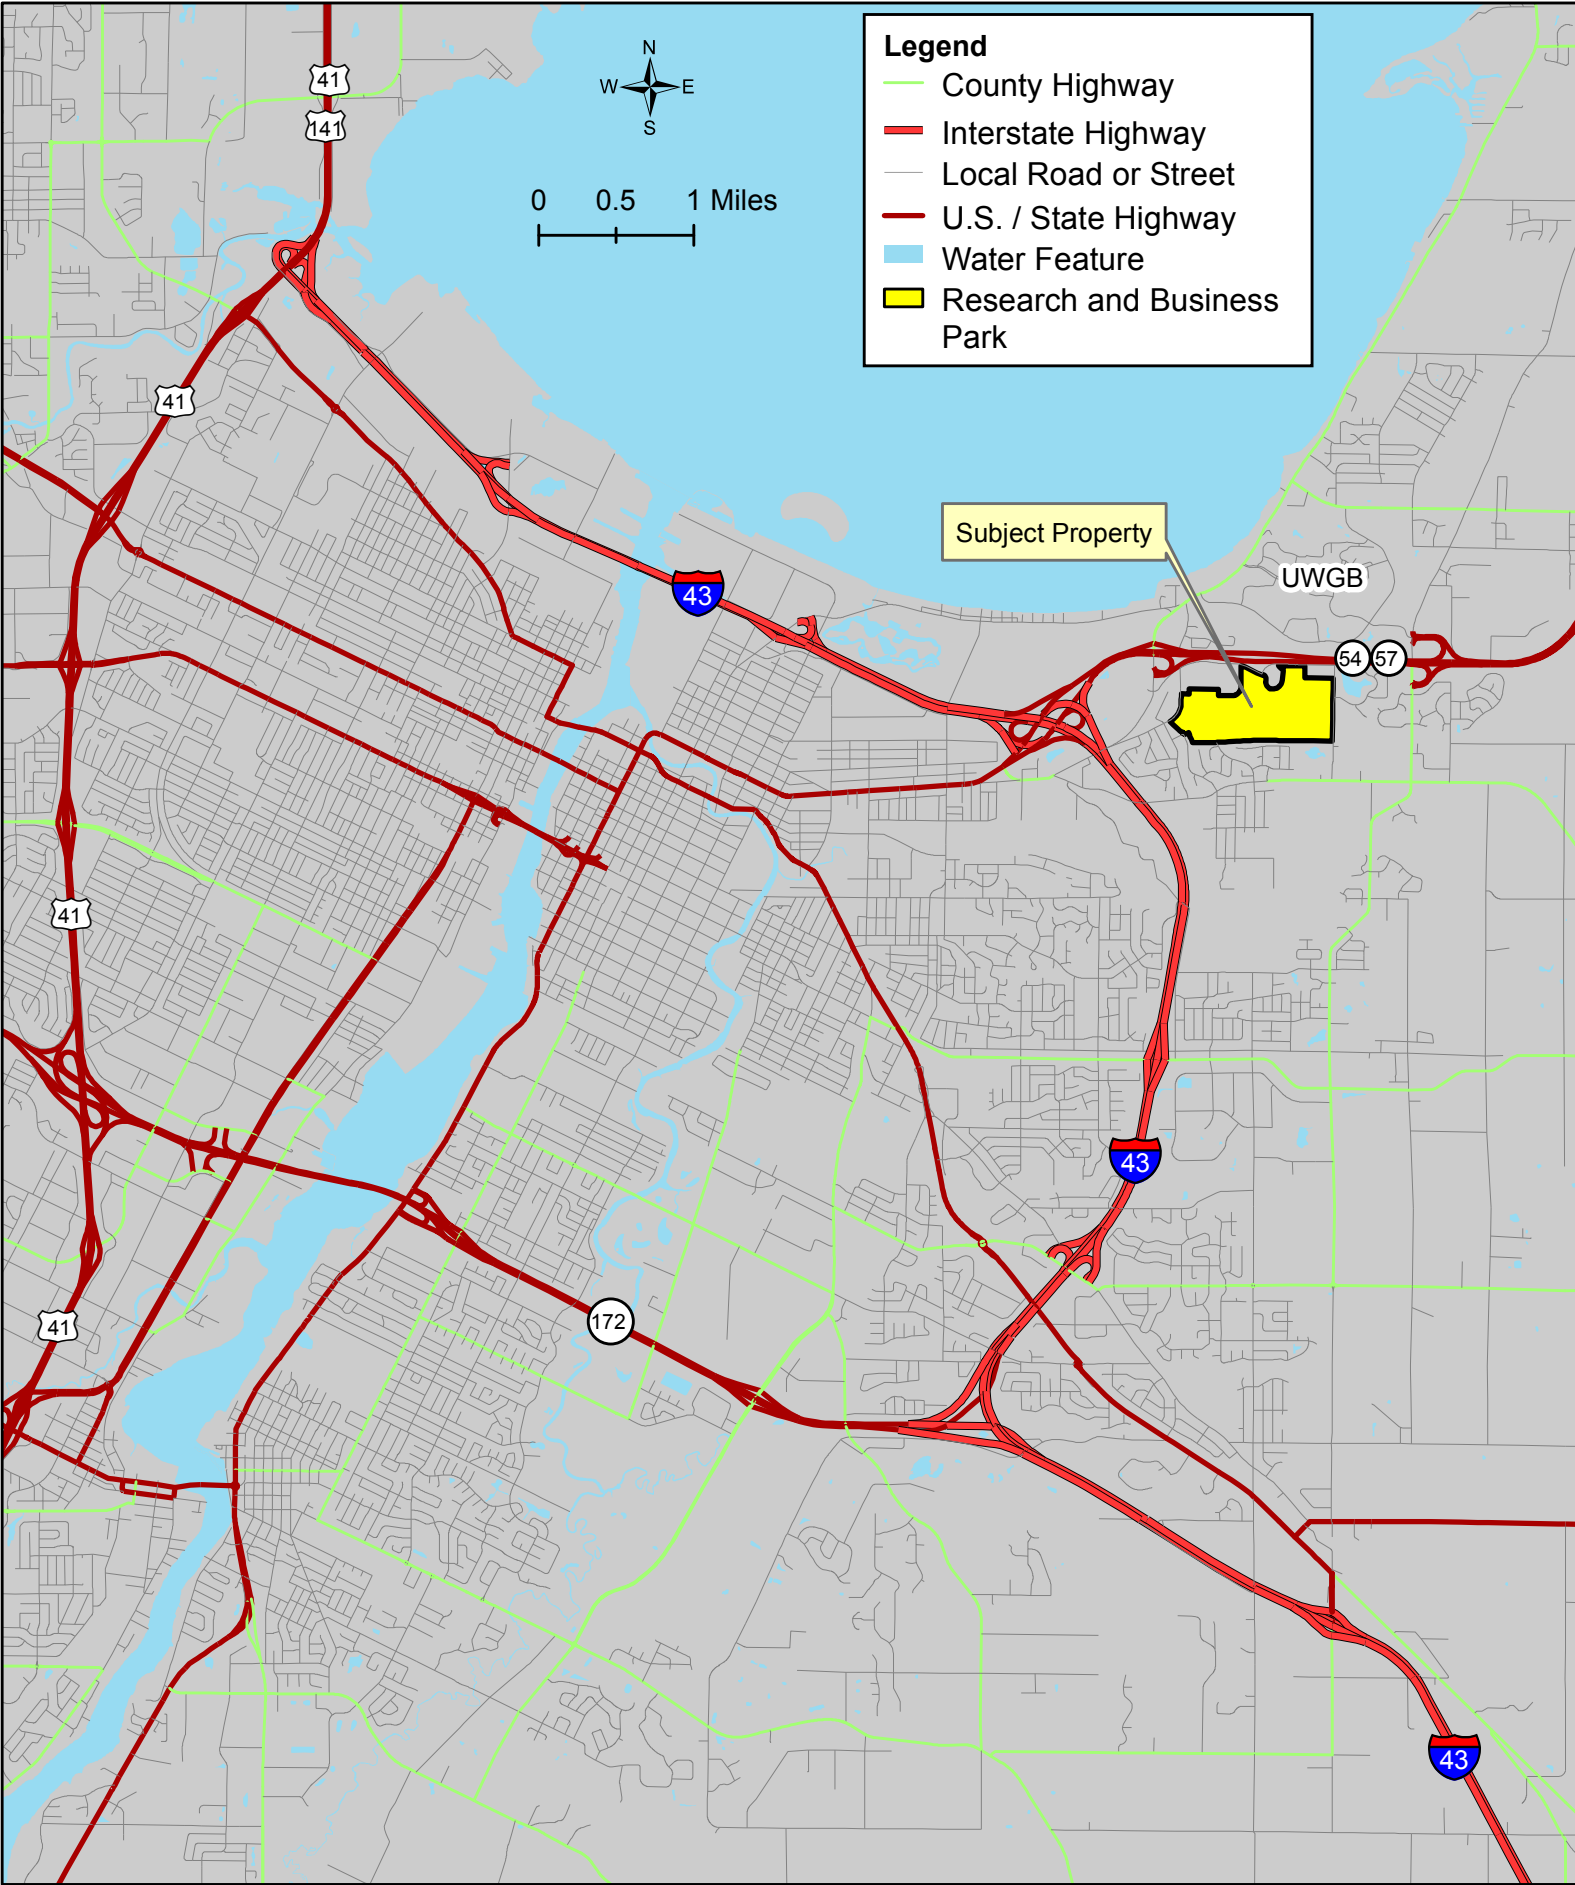 Legend
County Highway
Interstate Highway
Local Road or Street
U.S. / State Highway
Water Feature
Research and Business
Park
N
W E
S
0 0.5 1 Miles
41
141
41
Subject Property
UWGB
43
54 57
41
43
172
41
43